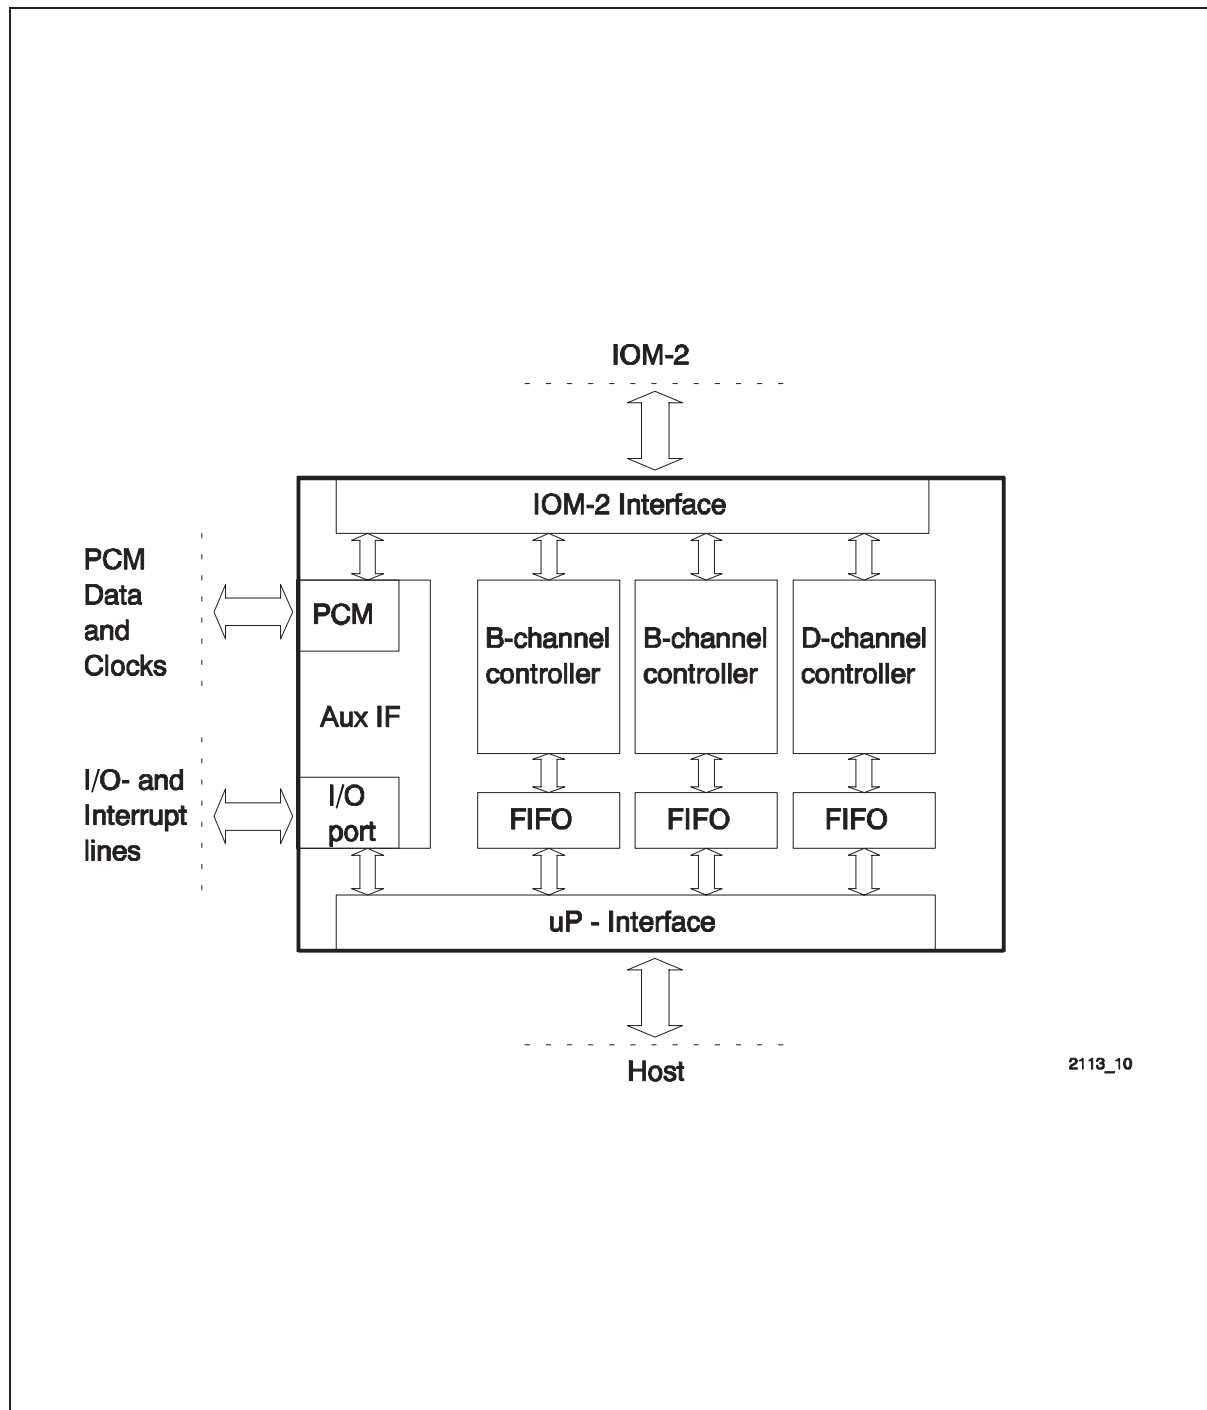 IOM-2
IOM-2 Interface
PCM
Data
and
Clocks
PCM
B-channel
controller
B-channel
controller
D-channel
controller
Aux IF
I/O- and
Interrupt
lines
I/O
port
FIFO
FIFO
FIFO
uP - Interface
Host
2113_10